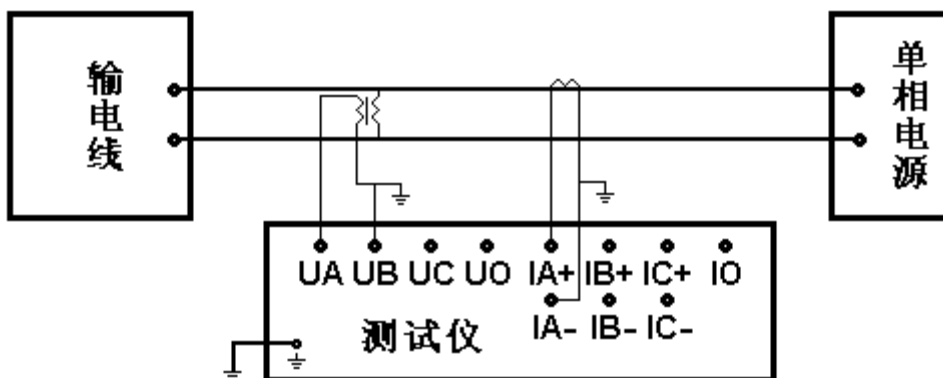 输电线
单相电源
UA UB UC UO IA+ IB+ IC+ IO
IA- IB- IC-
测试仪